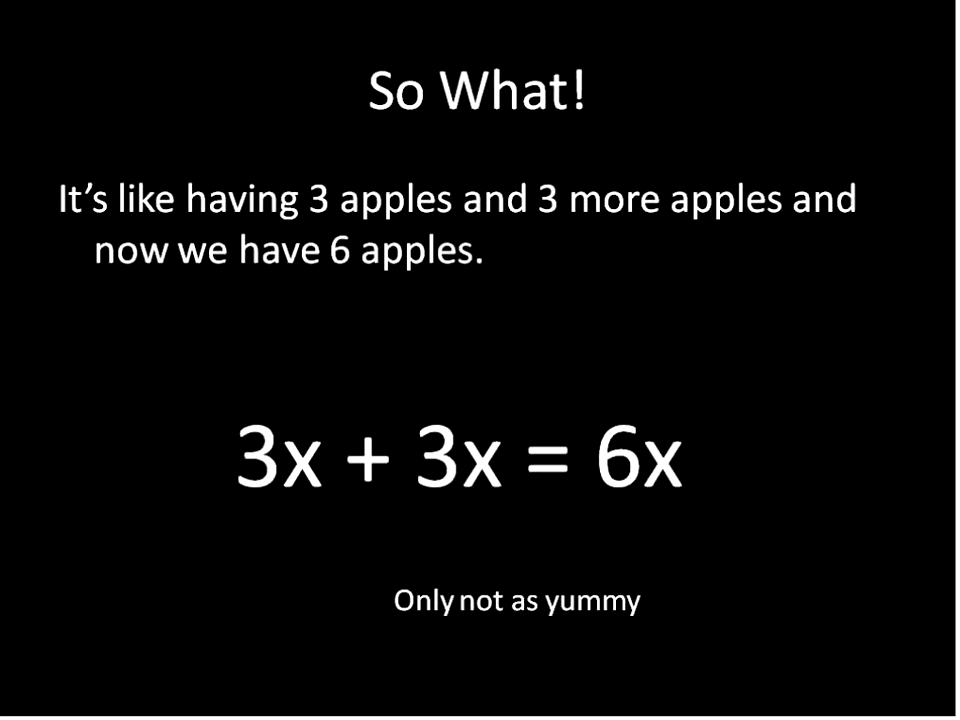 So What!
It’s like having 3 apples and 3 more apples and
now we have 6 apples.
3x + 3x = 6x
Only not as yummy